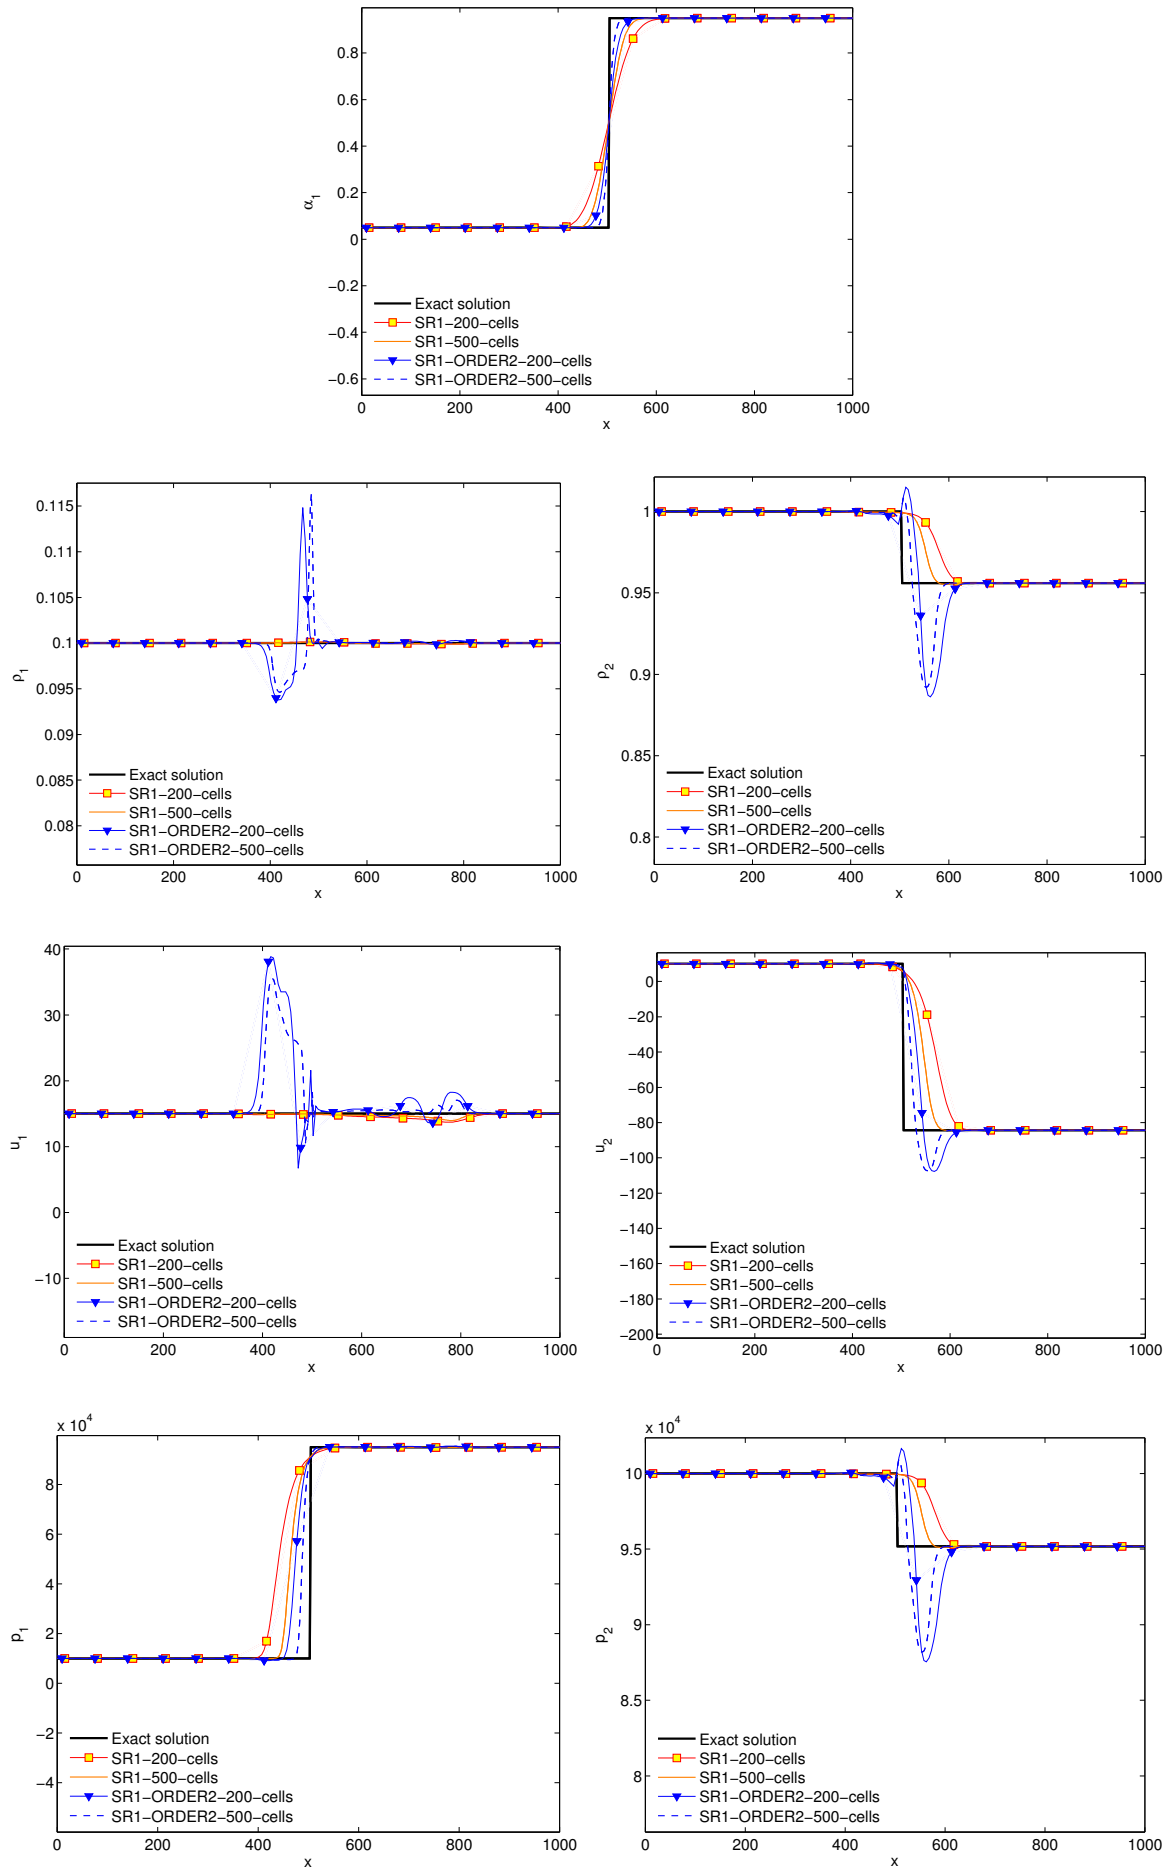 0.8
0.6
0.4
0.2
0
−0.2
−0.4
−0.6
α1
Exact solution
SR1−200−cells
SR1−500−cells
SR1−ORDER2−200−cells
SR1−ORDER2−500−cells
0 200 400 600 800 1000
x
0.115
0.11
0.105
0.1
0.095
0.09
0.085
0.08
ρ1
Exact solution
SR1−200−cells
SR1−500−cells
SR1−ORDER2−200−cells
SR1−ORDER2−500−cells
0 200 400 600 800 1000
x
1
0.95
0.9
0.85
0.8
ρ2
Exact solution
SR1−200−cells
SR1−500−cells
SR1−ORDER2−200−cells
SR1−ORDER2−500−cells
0 200 400 600 800 1000
x
40
30
20
10
0
−10
u1
Exact solution
SR1−200−cells
SR1−500−cells
SR1−ORDER2−200−cells
SR1−ORDER2−500−cells
0 200 400 600 800 1000
x
0
−20
−40
−60
−80
−100
−120
−140
−160
−180
−200
u2
Exact solution
SR1−200−cells
SR1−500−cells
SR1−ORDER2−200−cells
SR1−ORDER2−500−cells
0 200 400 600 800 1000
x
x 10^4
8
6
4
2
0
−2
−4
p1
Exact solution
SR1−200−cells
SR1−500−cells
SR1−ORDER2−200−cells
SR1−ORDER2−500−cells
0 200 400 600 800 1000
x
x 10^4
10
9.5
9
8.5
8
p2
Exact solution
SR1−200−cells
SR1−500−cells
SR1−ORDER2−200−cells
SR1−ORDER2−500−cells
0 200 400 600 800 1000
x